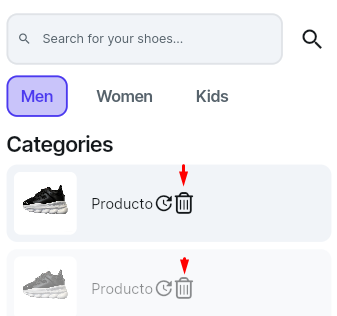 Search for your shoes...
Men
Women
Kids
Categories
Producto
Producto